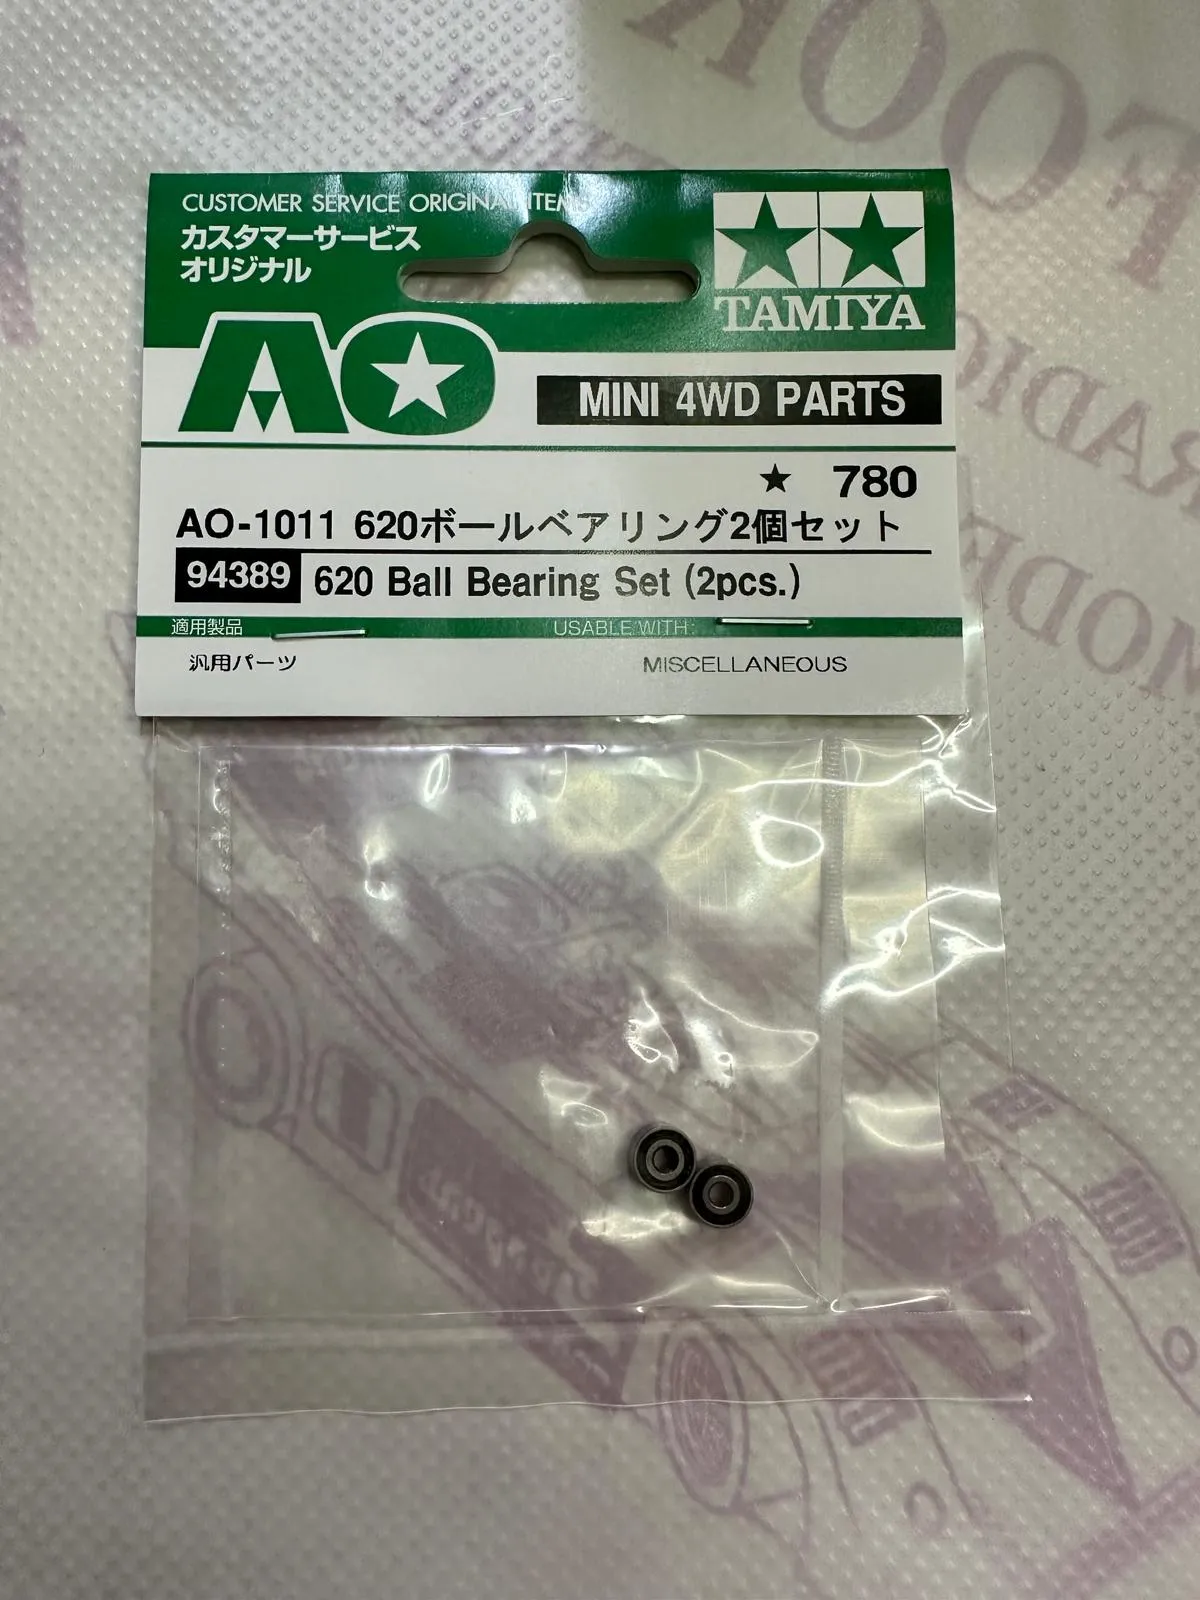 CUSTOMER SERVICE ORIGINAL ITEMS
カスタマーサービス
オリジナル
TAMIYA
AO
MINI 4WD PARTS
★ 780
AO-1011 620ボールベアリング2個セット
94389 620 Ball Bearing Set (2pcs.)
適用製品 USABLE WITH:
汎用パーツ MISCELLANEOUS
RADIO
MODEL